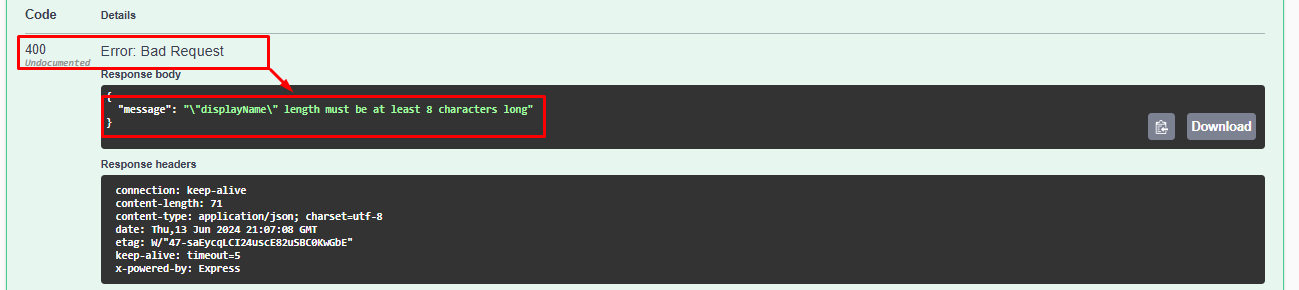 Code Details
400 Error: Bad Request
Undocumented
Response body
{
"message": "\"displayName\" length must be at least 8 characters long"
}
Download
Response headers
connection: keep-alive
content-length: 71
content-type: application/json; charset=utf-8
date: Thu,13 Jun 2024 21:07:08 GMT
etag: W/"47-saEycqLCI24uscE82uSBC0KwGbE"
keep-alive: timeout=5
x-powered-by: Express